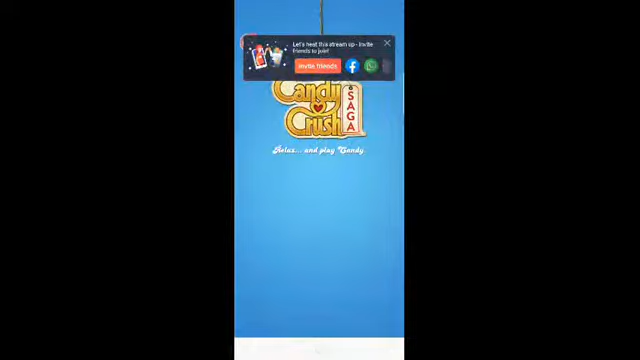 Let's heat this stream up - invite
friends to join!
Invite friends
Candy
Crush
SAGA
Relax... and play Candy